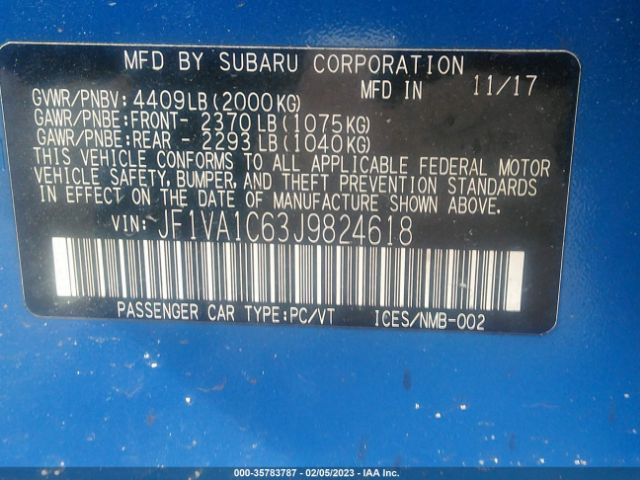 MFD BY SUBARU CORPORATION
MFD IN 11/17
GVWR/PNBV: 4409LB(2000KG)
GAWR/PNBE:FRONT- 2370LB(1075KG)
GAWR/PNBE:REAR - 2293LB(1040KG)
THIS VEHICLE CONFORMS TO ALL APPLICABLE FEDERAL MOTOR
VEHICLE SAFETY, BUMPER, AND THEFT PREVENTION STANDARDS
IN EFFECT ON THE DATE OF MANUFACTURE SHOWN ABOVE.
VIN: JF1VA1C63J9824618
PASSENGER CAR TYPE:PC/VT ICES/NMB-002
000-35783787 - 02/05/2023 - IAA Inc.